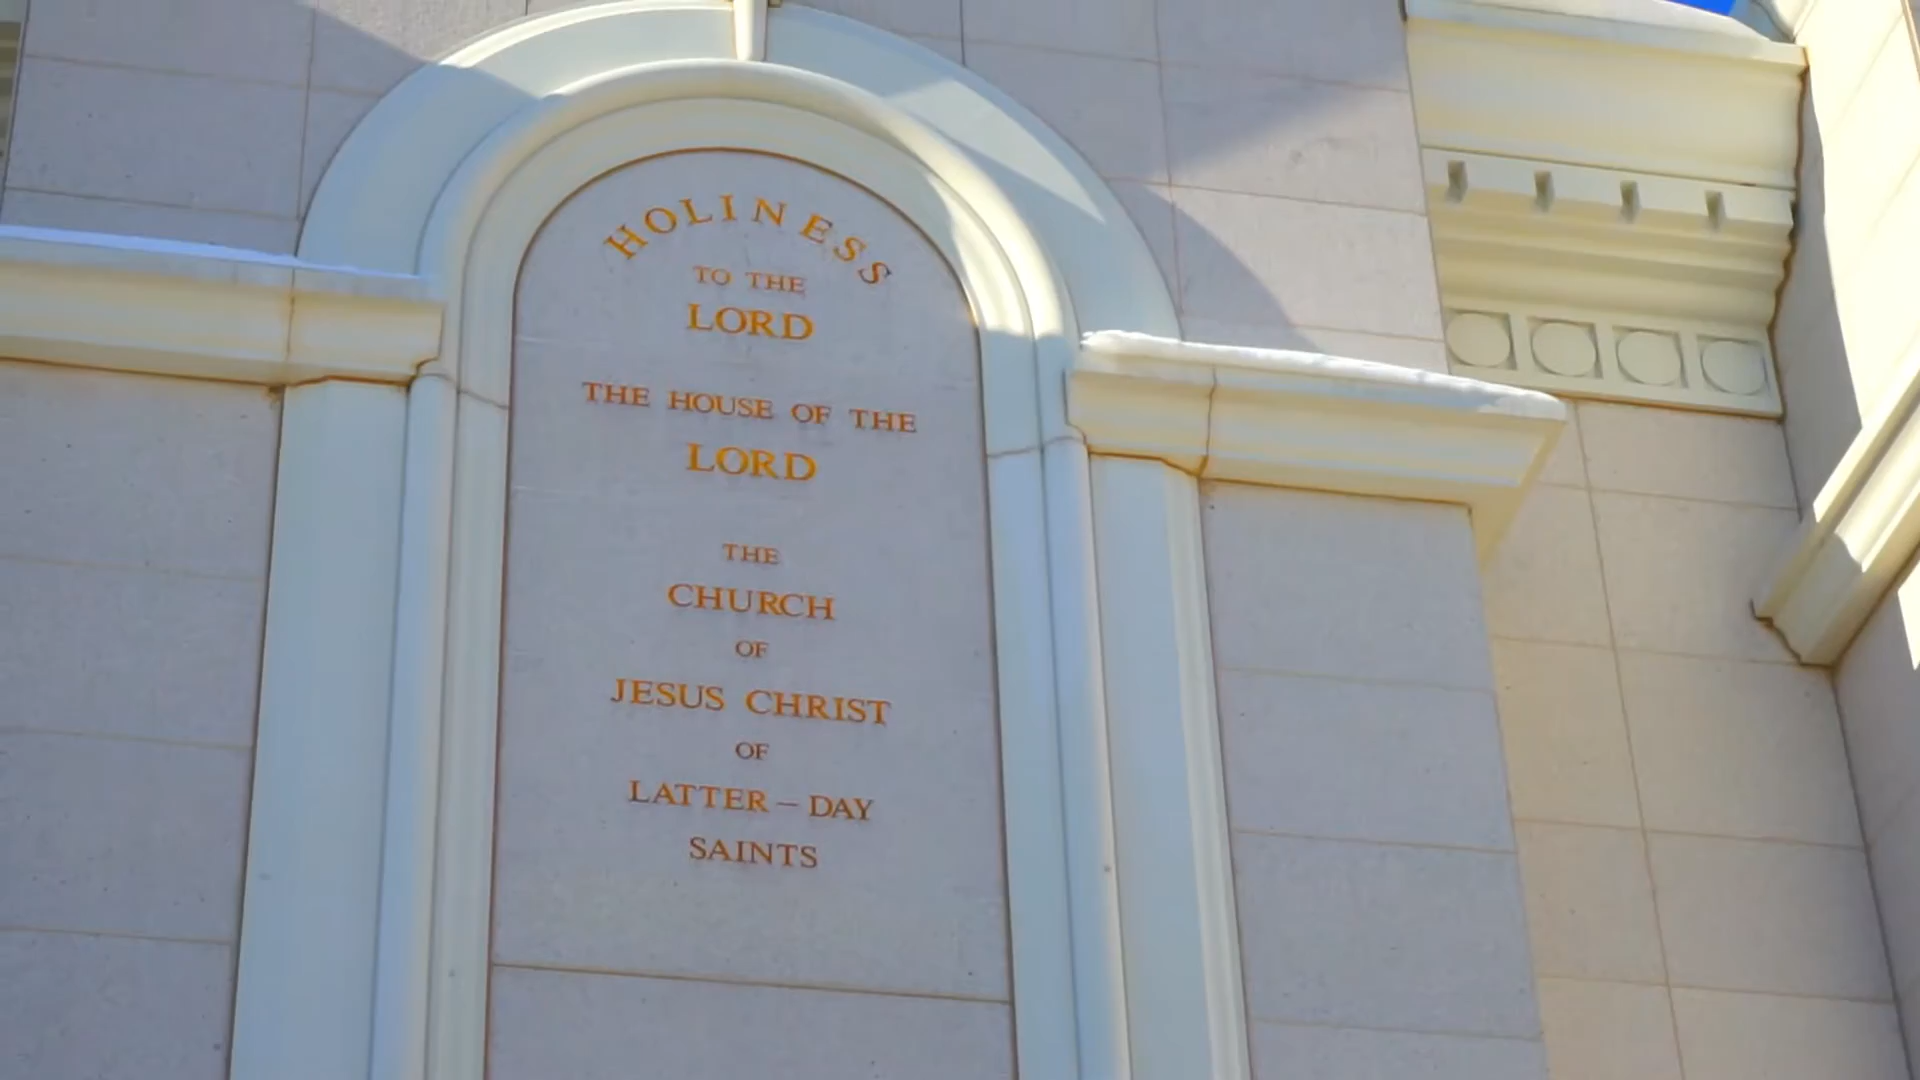 HOLINESS
TO THE
LORD
THE HOUSE OF THE
LORD
THE
CHURCH
OF
JESUS CHRIST
OF
LATTER – DAY
SAINTS